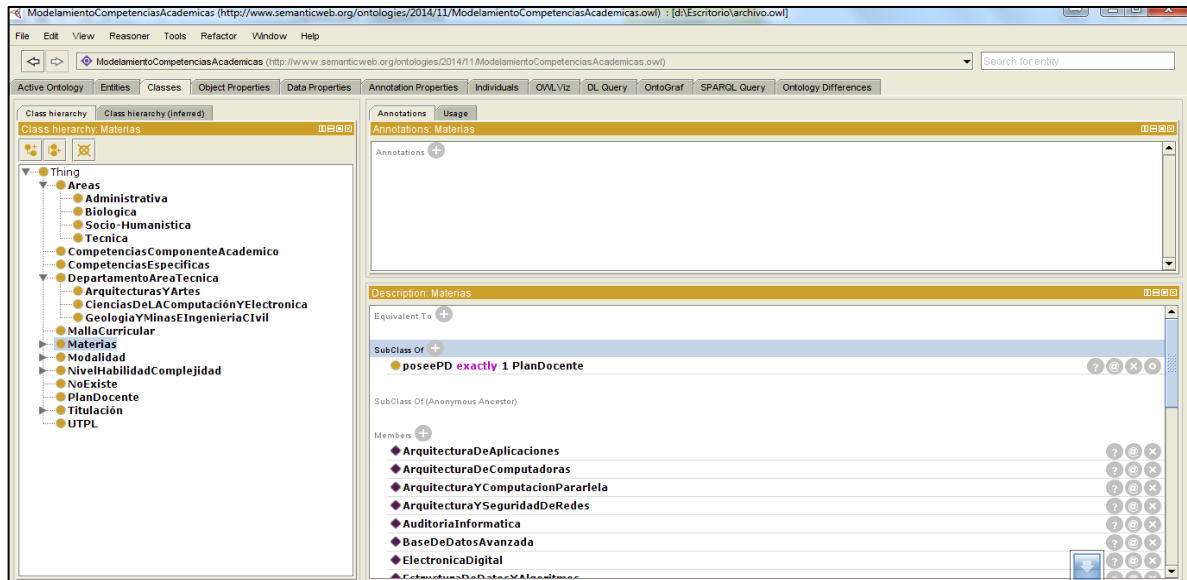 ModelamientoCompetenciasAcademicas (http://www.semanticweb.org/ontologies/2014/11/ModelamientoCompetenciasAcademicas.owl) : [d:\Escritorio\archivo.owl]
File Edit View Reasoner Tools Refactor Window Help
ModelamientoCompetenciasAcademicas (http://www.semanticweb.org/ontologies/2014/11/ModelamientoCompetenciasAcademicas.owl)
Search for entity
Active Ontology Entities Classes Object Properties Data Properties Annotation Properties Individuals OWLViz DL Query OntoGraf SPARQL Query Ontology Differences
Class hierarchy Class hierarchy (inferred)
Class hierarchy: Materias
Thing
Areas
Administrativa
Biologica
Socio-Humanistica
Tecnica
CompetenciasComponenteAcademico
CompetenciasEspecificas
DepartamentoAreaTecnica
ArquitecturasYArtes
CienciasDeLAComputaciónYElectronica
GeologiaYMinasEIngenieriaCIvil
MallaCurricular
Materias
Modalidad
NivelHabilidadComplejidad
NoExiste
PlanDocente
Titulación
UTPL
Annotations Usage
Annotations: Materias
Annotations
Description: Materias
Equivalent To
SubClass Of
poseePD exactly 1 PlanDocente
SubClass Of (Anonymous Ancestor)
Members
ArquitecturaDeAplicaciones
ArquitecturaDeComputadoras
ArquitecturaYComputacionPararlela
ArquitecturaYSeguridadDeRedes
AuditoriaInformatica
BaseDeDatosAvanzada
ElectronicaDigital
EstructuraDeDatosYAlgoritmos